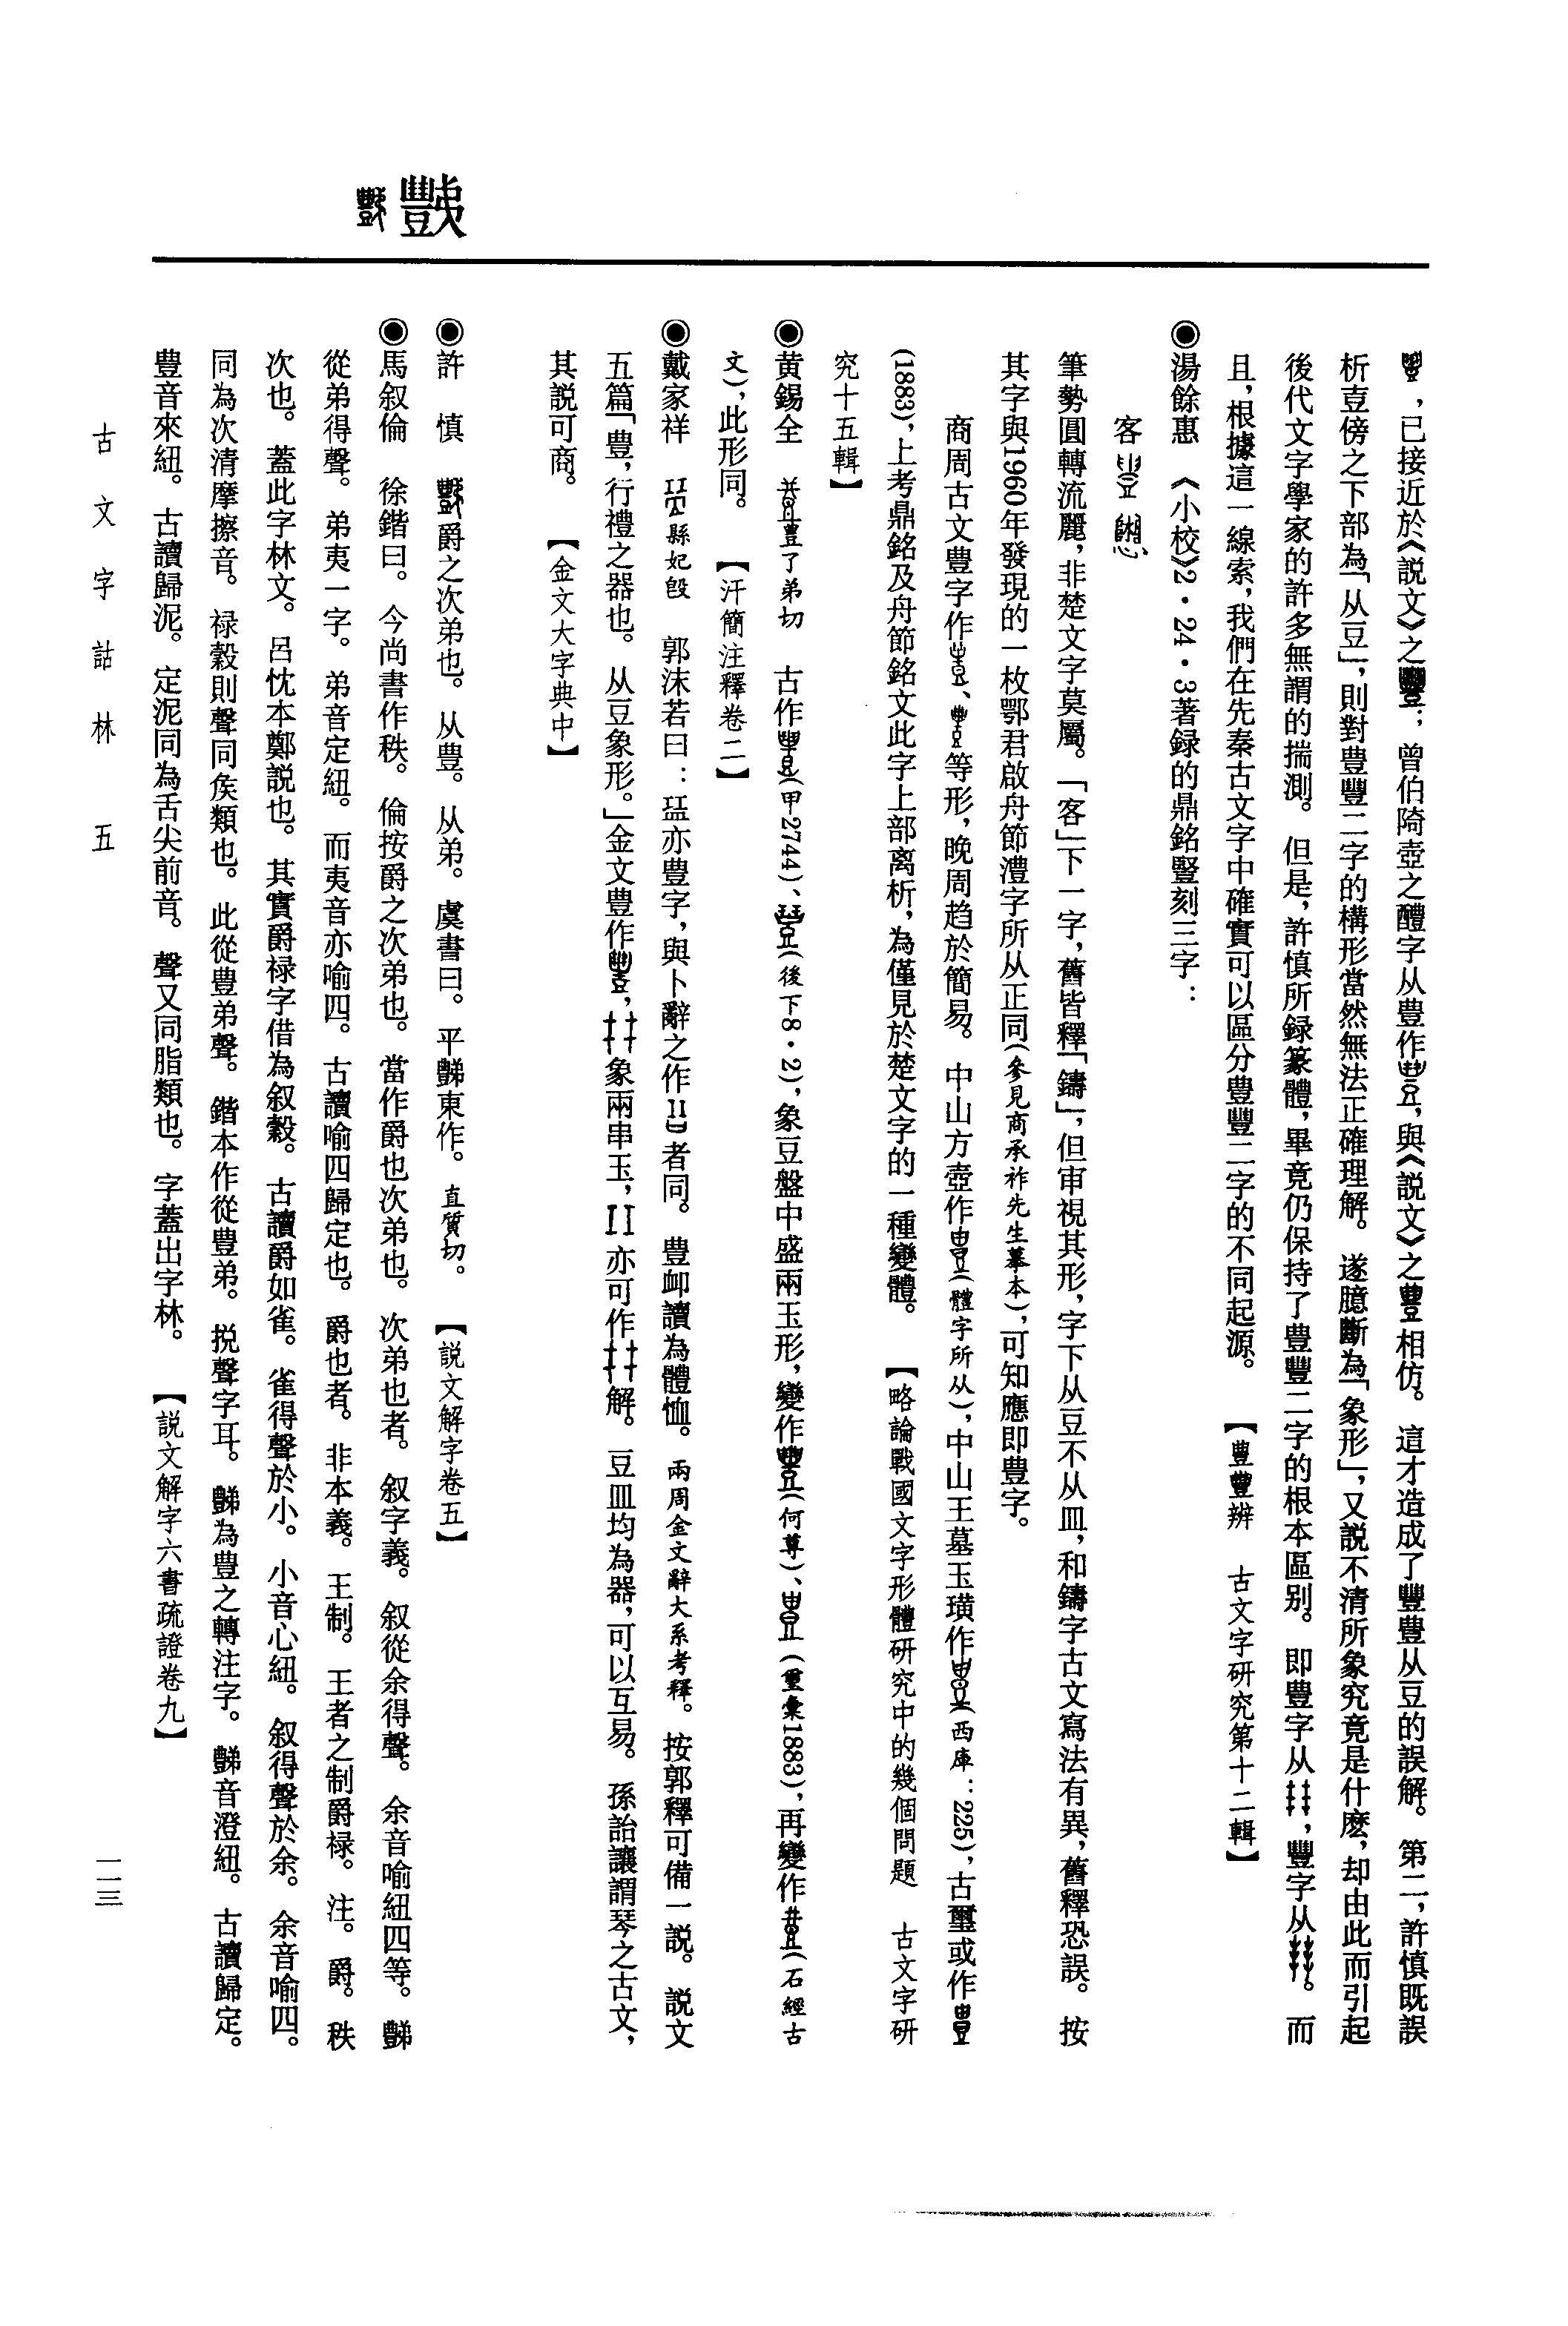 ，已接近於《説文》之；曾伯陭壺之醴字从豊作，與《説文》之豐相仿。這才造成了豐豊从豆的誤解。第二，許慎既誤
析壴傍之下部為「从豆」，則對豊豐二字的構形當然無法正確理解。遂臆斷為「象形」，又説不清所象究竟是什麽，却由此而引起
後代文字學家的許多無謂的揣測。但是，許慎所録篆體，畢竟仍保持了豊豐二字的根本區别。即豊字从，豐字从。而
且，根據這一線索，我們在先秦古文字中確實可以區分豊豐二字的不同起源。【豊豐辨　古文字研究第十二輯】
◉湯餘惠　《小校》2·24·3著録的鼎銘豎刻三字：
客
筆勢圓轉流麗，非楚文字莫屬。「客」下一字，舊皆釋「鑄」，但审視其形，字下从豆不从皿，和鑄字古文寫法有異，舊釋恐誤。按
其字與1960年發現的一枚鄂君啟舟節澧字所从正同（參見商承祚先生摹本），可知應即豊字。
商周古文豊字作、等形，晚周趋於簡易。中山方壺作（體字所从），中山王墓玉璜作（西庫：225），古璽或作
（1883），上考鼎銘及舟節銘文此字上部离析，為僅見於楚文字的一種變體。【略論戰國文字形體研究中的幾個問題　古文字研
究十五輯】
◉黄錫全　豊了弟切　古作（甲2744）、（後下8·2），象豆盤中盛兩玉形，變作（何尊）、（重彙1883），再變作（石經古
文），此形同。【汗簡注釋卷二】
◉戴家祥　縣妃𣪘　郭沫若曰：亦豊字，與卜辭之作者同。豊卹讀為體恤。兩周金文辭大系考釋。按郭釋可備一説。説文
五篇「豊，行禮之器也。从豆象形。」金文豊作，象兩串玉，亦可作解。豆皿均為器，可以互易。孫詒讓謂琴之古文，
其説可商。【金文大字典中】
◉許　慎　爵之次弟也。从豊。从弟。虞書曰。平豑東作。直質切。【説文解字卷五】
◉馬叙倫　徐鍇曰。今尚書作秩。倫按爵之次弟也。當作爵也次弟也。次弟也者。叙字義。叙從余得聲。余音喻紐四等。豑
從弟得聲。弟夷一字。弟音定紐。而夷音亦喻四。古讀喻四歸定也。爵也者。非本義。王制。王者之制爵禄。注。爵。秩
次也。蓋此字林文。呂忱本鄭説也。其實爵禄字借為叙穀。古讀爵如雀。雀得聲於小。小音心紐。叙得聲於余。余音喻四。
同為次清摩擦音。禄穀則聲同矦類也。此從豊弟聲。鍇本作從豊弟。挩聲字耳。豑為豊之轉注字。豑音澄紐。古讀歸定。
豊音來紐。古讀歸泥。定泥同為舌尖前音。聲又同脂類也。字蓋出字林。【説文解字六書疏證卷九】
古文字詁林　五
一一三